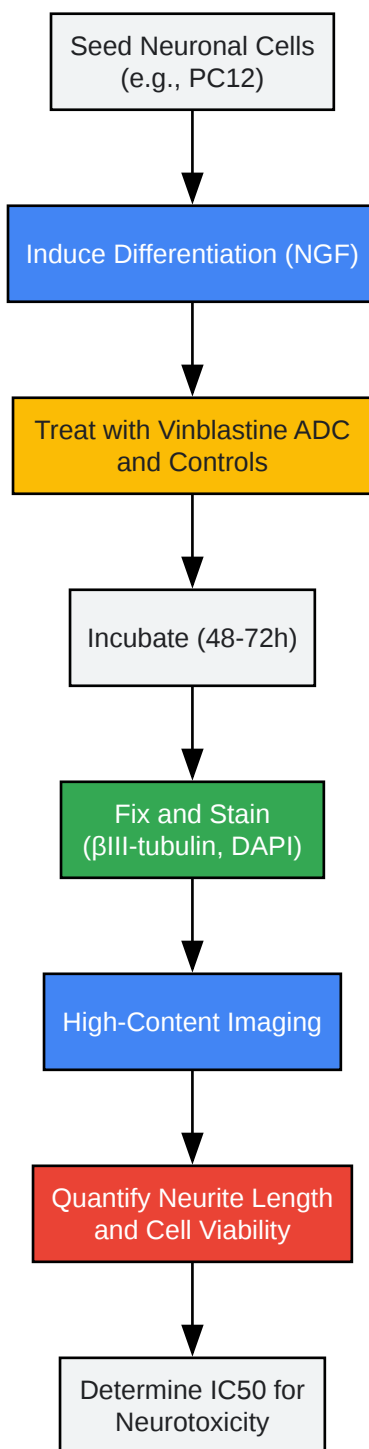 Seed Neuronal Cells
(e.g., PC12)
Induce Differentiation (NGF)
Treat with Vinblastine ADC
and Controls
Incubate (48-72h)
Fix and Stain
(βIII-tubulin, DAPI)
High-Content Imaging
Quantify Neurite Length
and Cell Viability
Determine IC50 for
Neurotoxicity